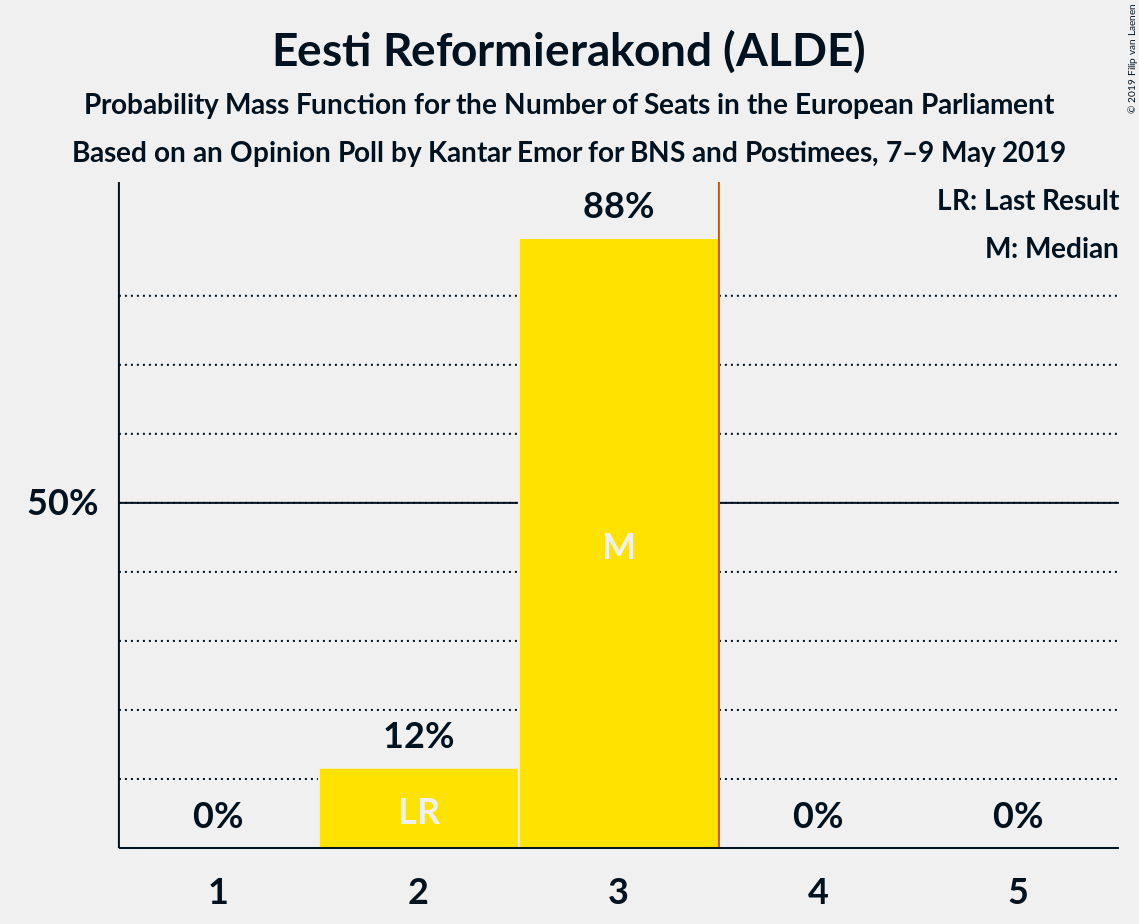 Eesti Reformierakond (ALDE)
Probability Mass Function for the Number of Seats in the European Parliament
Based on an Opinion Poll by Kantar Emor for BNS and Postimees, 7–9 May 2019
© 2019 Filip van Laenen
LR: Last Result
M: Median
88%
50%
M
12%
LR
0%
0%
0%
1
2
3
4
5